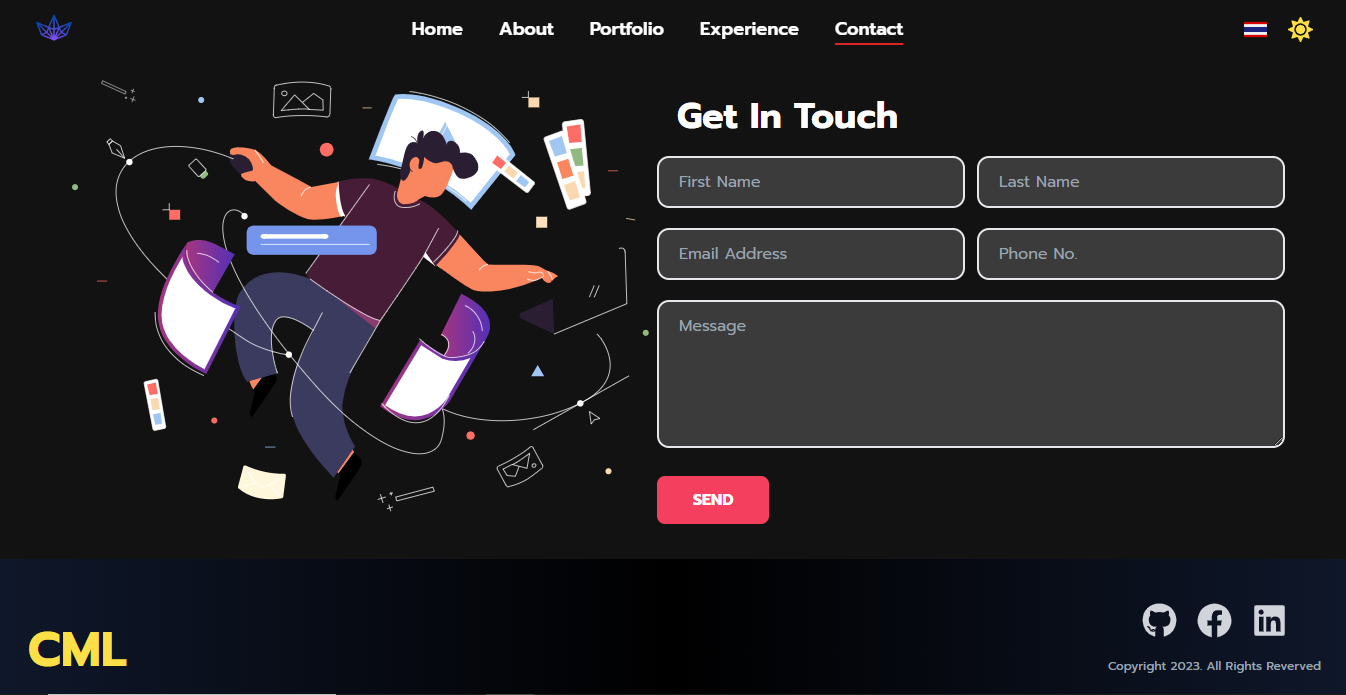 Home About Portfolio Experience Contact
Get In Touch
First Name Last Name
Email Address Phone No.
Message
SEND
CML
Copyright 2023. All Rights Reverved